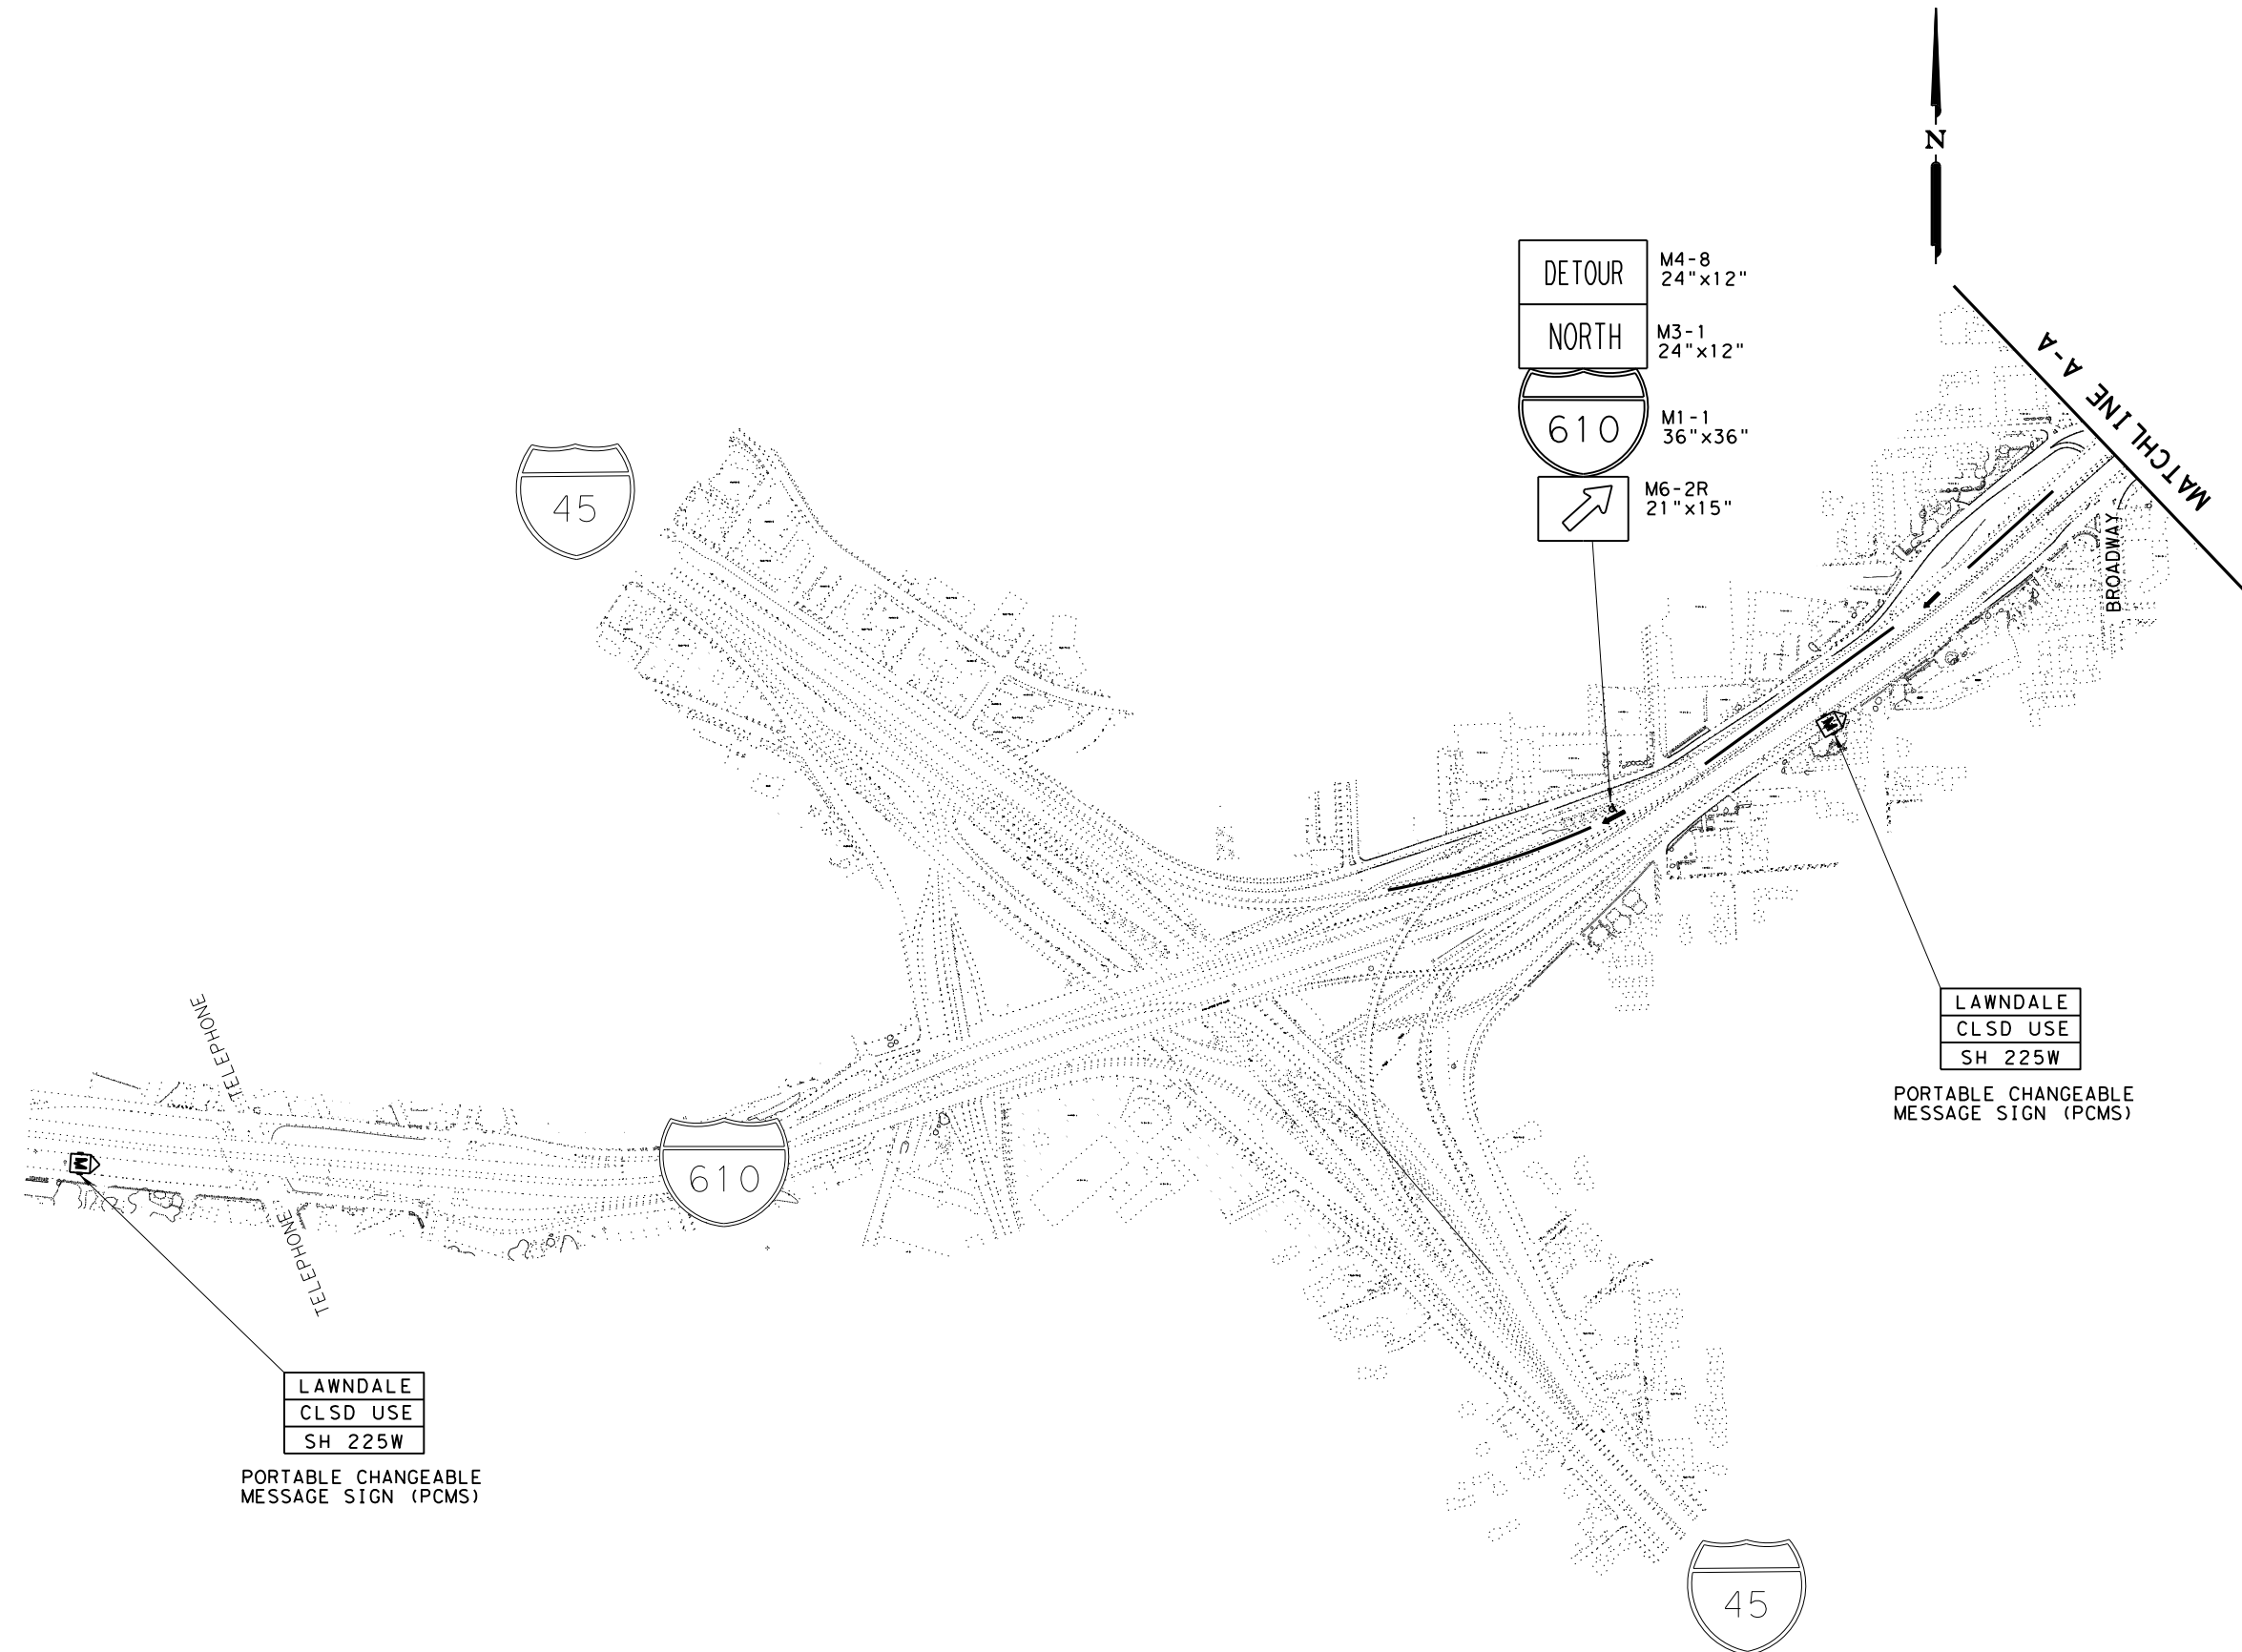 N
DETOUR
M4-8
24"x12"
NORTH
M3-1
24"x12"
610
M1-1
36"x36"
M6-2R
21"x15"
MATCHLINE A-A
BROADWAY
45
LAWNDALE
CLSD USE
SH 225W
PORTABLE CHANGEABLE
MESSAGE SIGN (PCMS)
M
TELEPHONE
610
M
TELEPHONE
LAWNDALE
CLSD USE
SH 225W
PORTABLE CHANGEABLE
MESSAGE SIGN (PCMS)
45